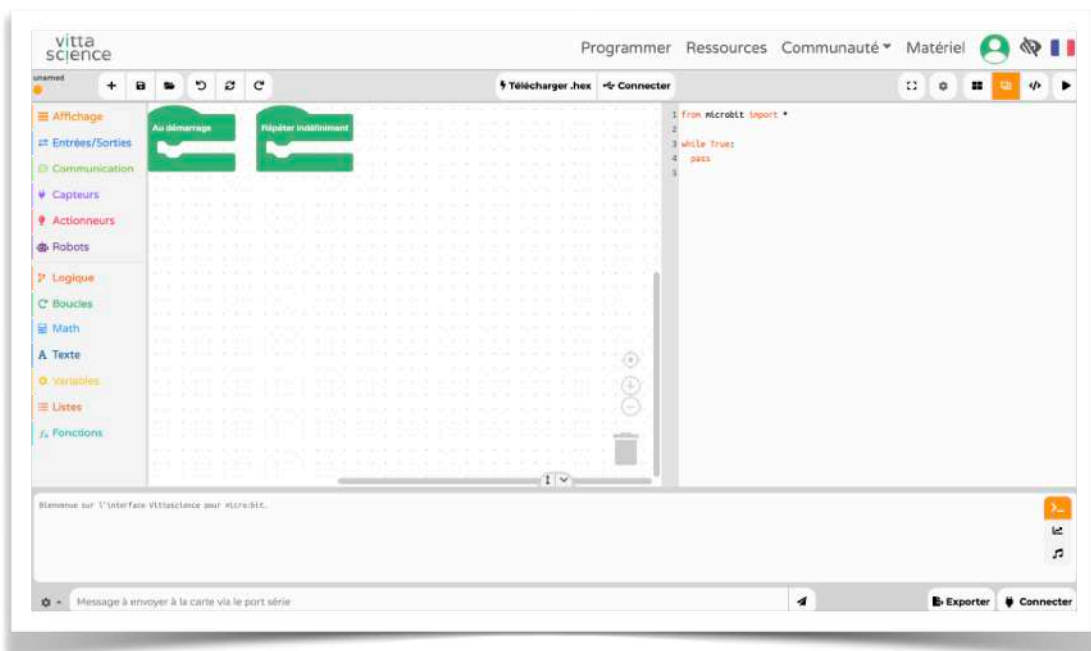 vitta
science
Programmer Ressources Communauté Matériel
unamed
Télécharger .hex Connecter
Affichage
Entrées/Sorties
Communication
Capteurs
Actionneurs
Robots
Logique
Boucles
Math
Texte
Variables
Listes
Fonctions
Au démarrage
Répéter indéfiniment
1 from microbit import *
2
3 while True:
4 pass
5
Bienvenue sur l'interface Vittascience pour micro:bit.
Message à envoyer à la carte via le port série
Exporter Connecter